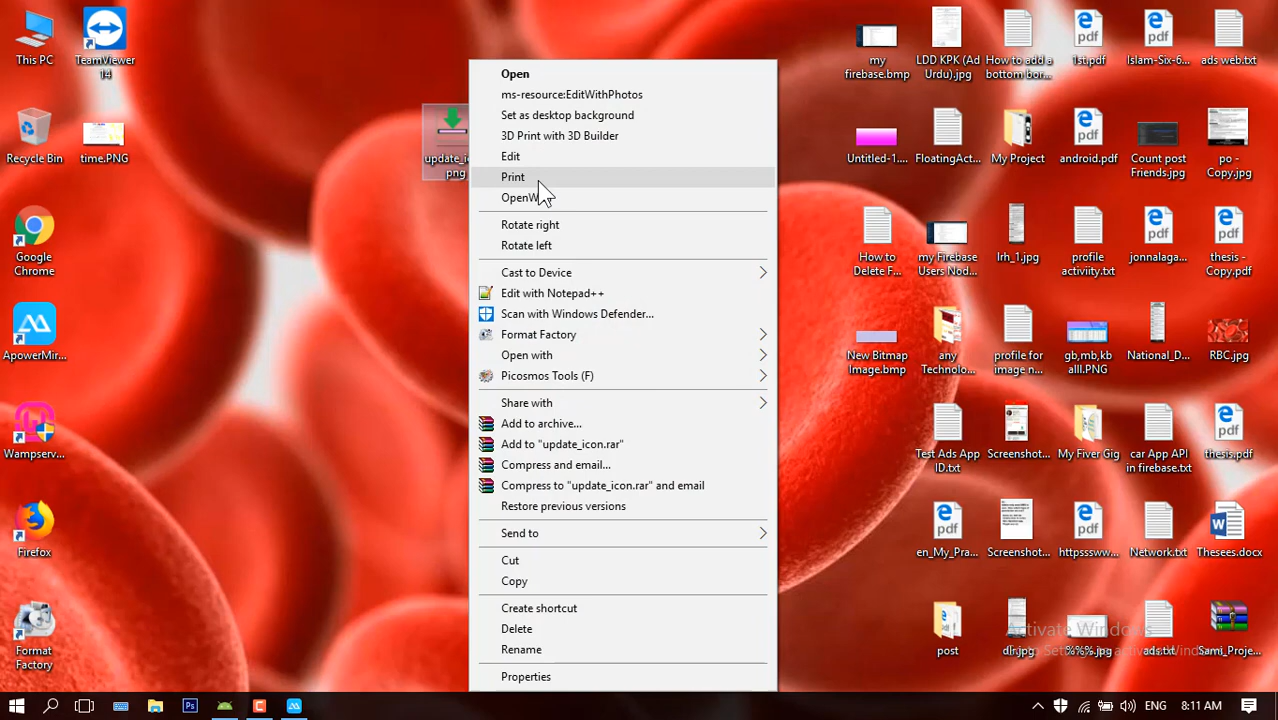 This PC
TeamViewer
14
Recycle Bin
time.PNG
Google
Chrome
ApowerMir...
Wampserv...
Firefox
Format
Factory
png
Open
ms-resource:EditWithPhotos
Set as desktop background
3D Print with 3D Builder
Edit
Print
Rotate right
Rotate left
Cast to Device
Edit with Notepad++
Scan with Windows Defender...
Format Factory
Open with
Picosmos Tools (F)
Share with
Add to archive...
Add to "update_icon.rar"
Compress and email...
Compress to "update_icon.rar" and email
Restore previous versions
Send to
Cut
Copy
Create shortcut
Delete
Rename
Properties
my
firebase.bmp
LDD KPK (Ad
Urdu).jpg
How to add a
bottom bor...
1st.pdf
Islam-Six-6...
ads web.txt
Untitled-1....
FloatingAct...
My Project
android.pdf
Count post
Friends.jpg
po -
Copy.jpg
How to
Delete F...
my Firebase
Users Nod...
lrh_1.jpg
profile
activiity.txt
jonnalaga...
thesis -
Copy.pdf
New Bitmap
Image.bmp
any
Technolo...
profile for
image n...
gb,mb,kb
alll.PNG
National_D...
RBC.jpg
Test Ads App
ID.txt
Screenshot...
My Fiver Gig
car App API
in firebase.txt
thesis.pdf
en_My_Pra...
Screenshot...
httpssswww...
Network.txt
Thesees.docx
post
%%%.jpg
ads.txt
Sami_Proje...
Activate Windows
Ps
ENG
8:11 AM